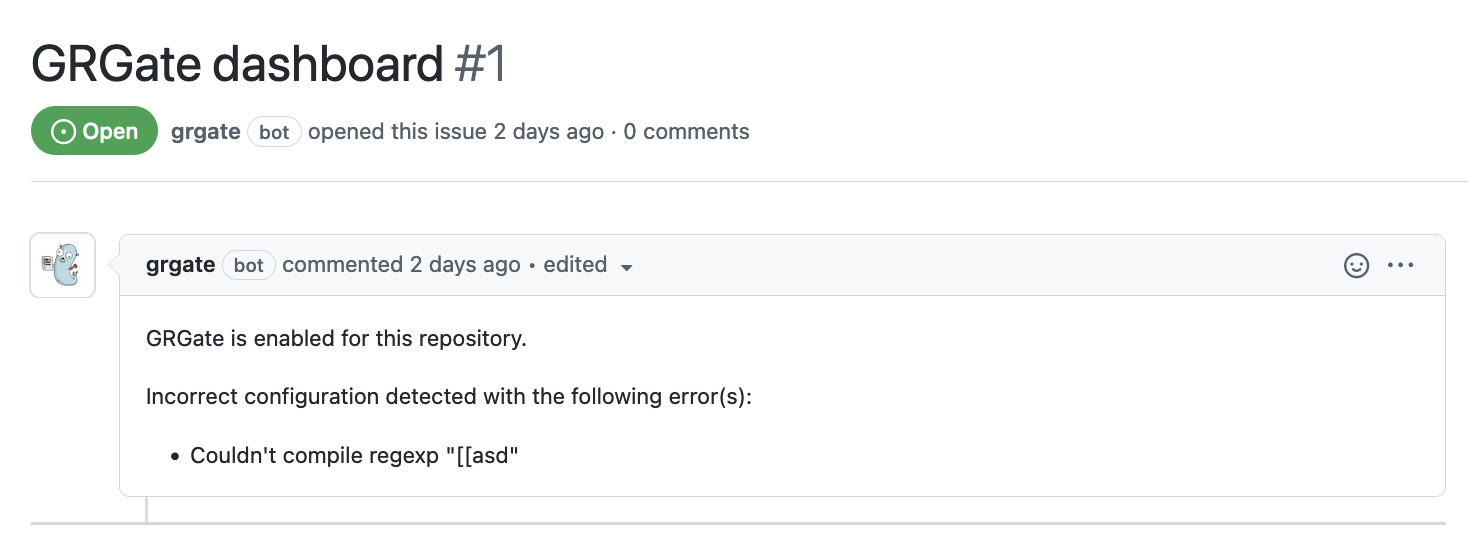 GRGate dashboard #1
Open grgate bot opened this issue 2 days ago · 0 comments
grgate bot commented 2 days ago • edited
GRGate is enabled for this repository.
Incorrect configuration detected with the following error(s):
• Couldn't compile regexp "[[asd"